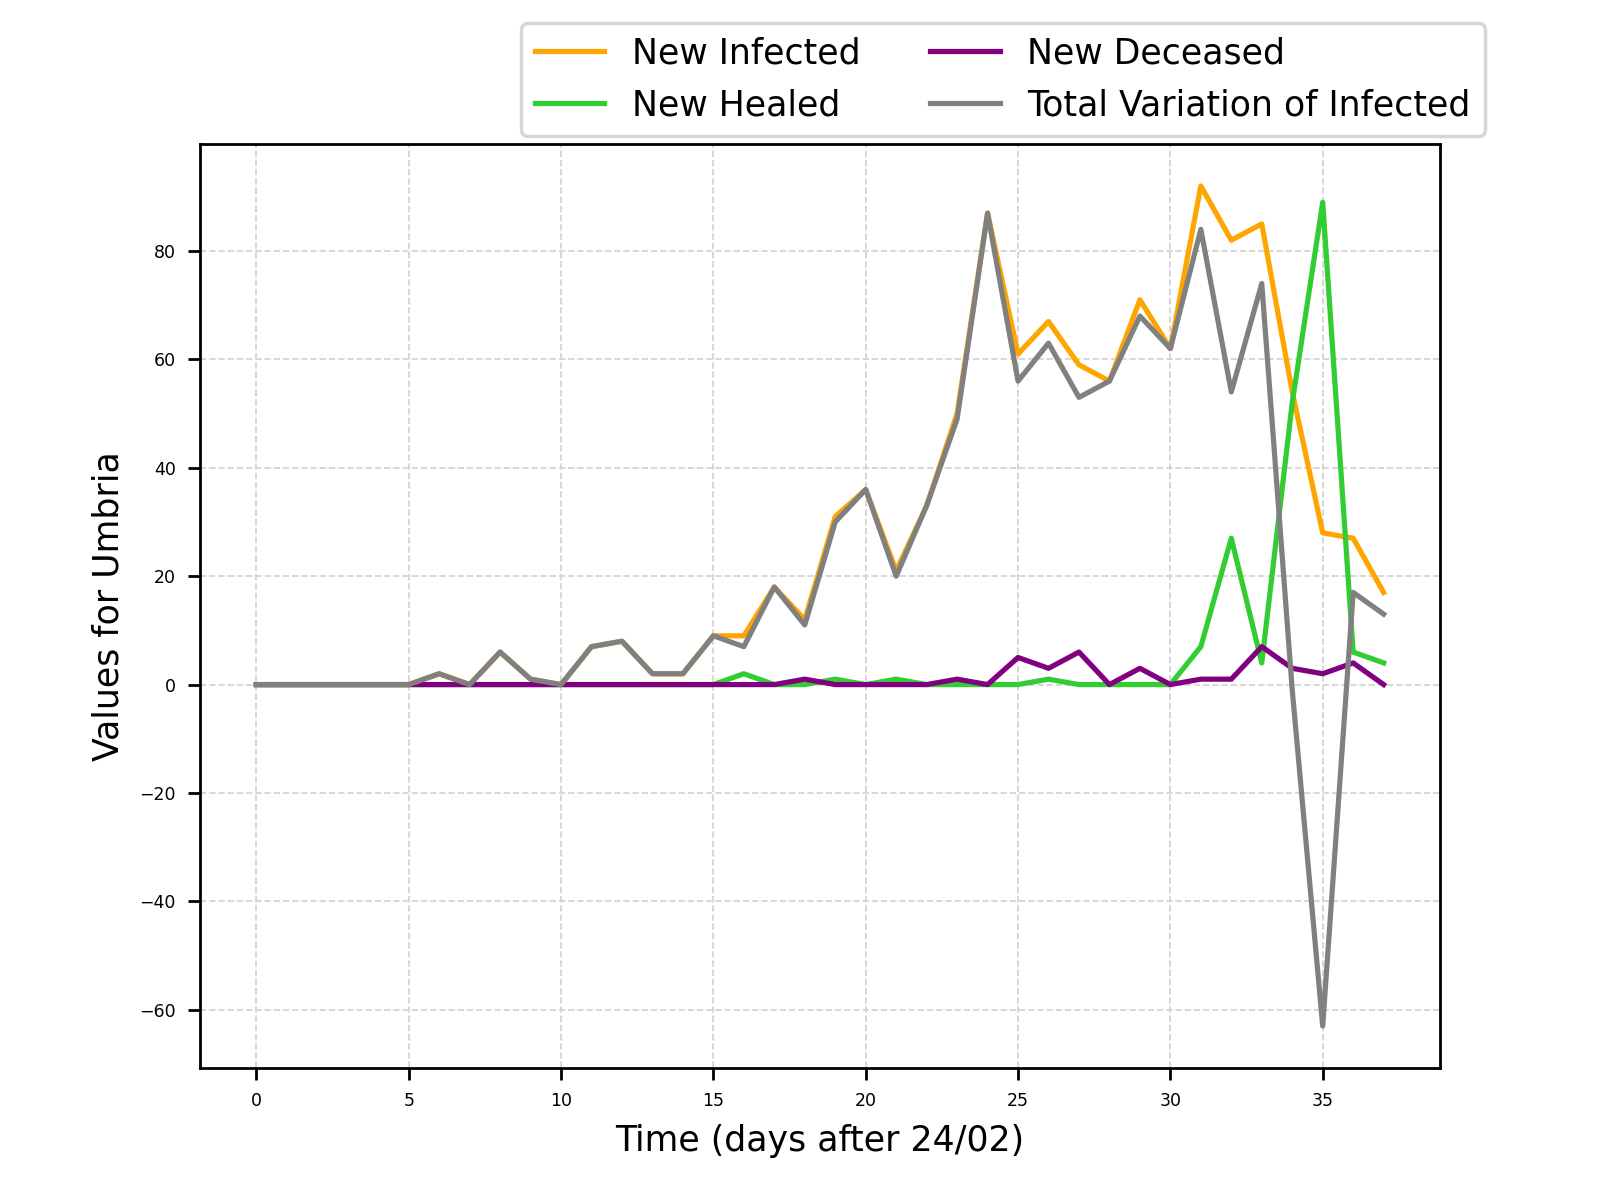 New Infected New Deceased
New Healed Total Variation of Infected
Values for Umbria
80
60
40
20
0
−20
−40
−60
0 5 10 15 20 25 30 35
Time (days after 24/02)